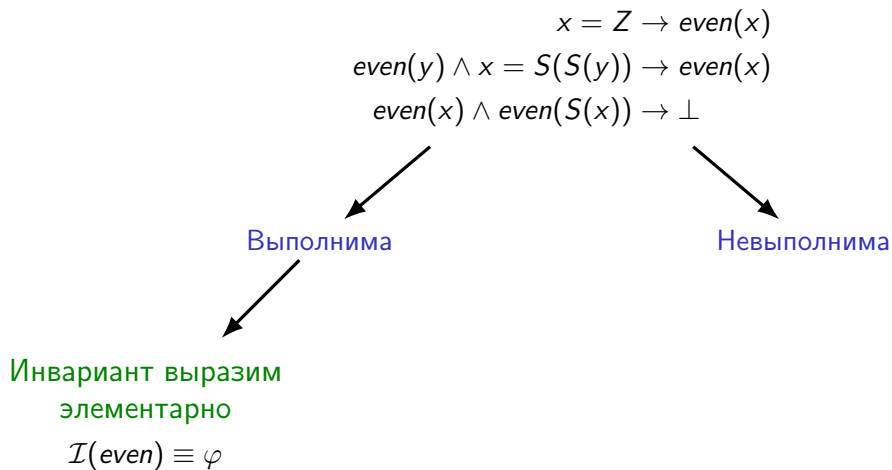 x = Z → even(x)
even(y) ∧ x = S(S(y)) → even(x)
even(x) ∧ even(S(x)) → ⊥
Выполнима
Невыполнима
Инвариант выразим
элементарно
𝓘(even) ≡ φ